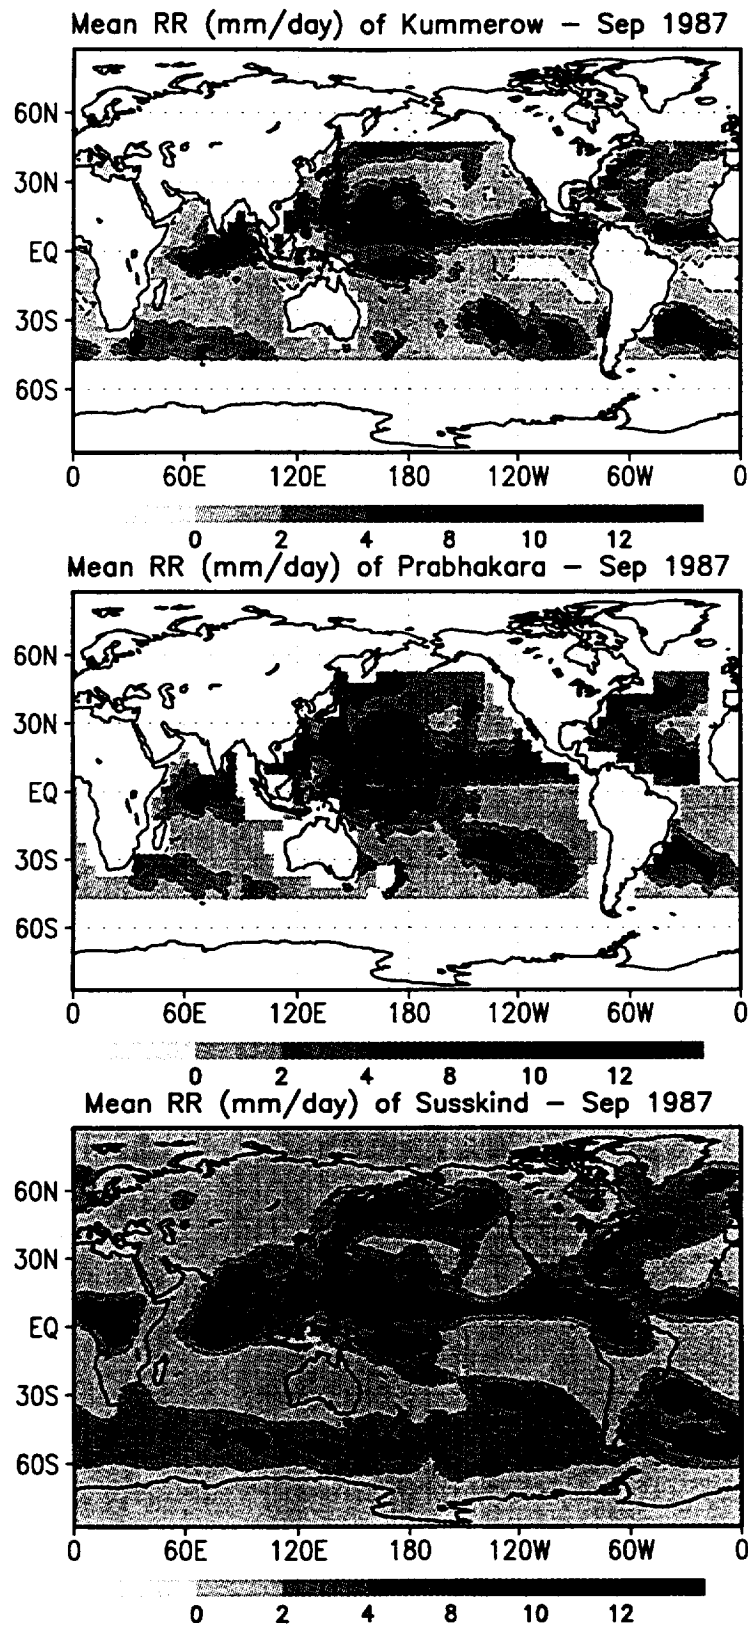 Mean RR (mm/day) of Kummerow – Sep 1987
60N
30N
EQ
30S
60S
0 60E 120E 180 120W 60W 0
0 2 4 8 10 12
Mean RR (mm/day) of Prabhakara – Sep 1987
60N
30N
EQ
30S
60S
0 60E 120E 180 120W 60W 0
0 2 4 8 10 12
Mean RR (mm/day) of Susskind – Sep 1987
60N
30N
EQ
30S
60S
0 60E 120E 180 120W 60W 0
0 2 4 8 10 12